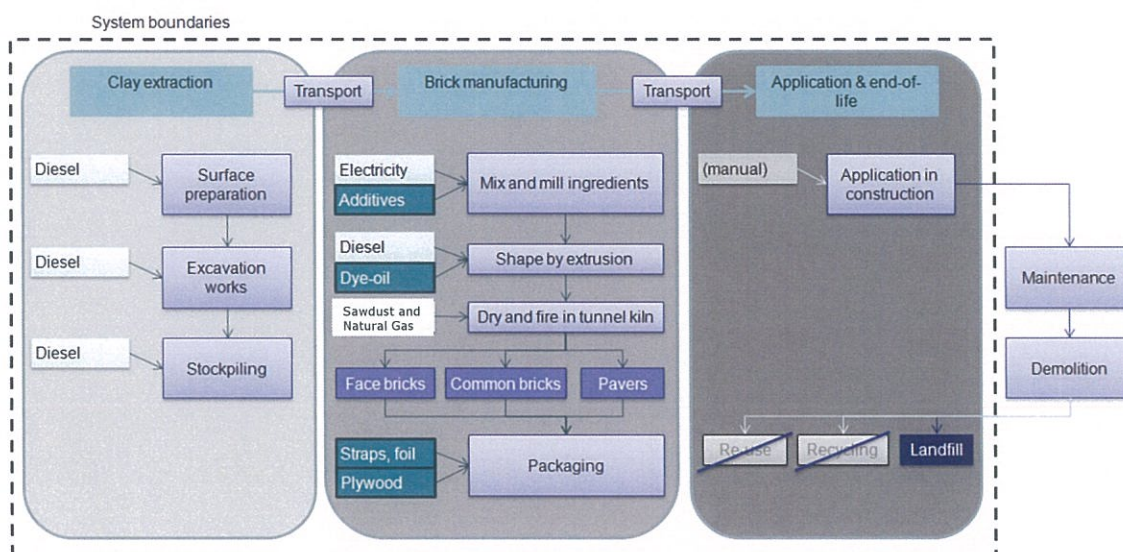 System boundaries
Clay extraction
Transport
Brick manufacturing
Transport
Application & end-of-
life
Diesel
Surface
preparation
Diesel
Excavation
works
Diesel
Stockpiling
Electricity
Additives
Mix and mill ingredients
Diesel
Dye-oil
Shape by extrusion
Sawdust and
Natural Gas
Dry and fire in tunnel kiln
Face bricks
Common bricks
Pavers
Straps, foil
Plywood
Packaging
(manual)
Application in
construction
Maintenance
Demolition
Re-use
Recycling
Landfill